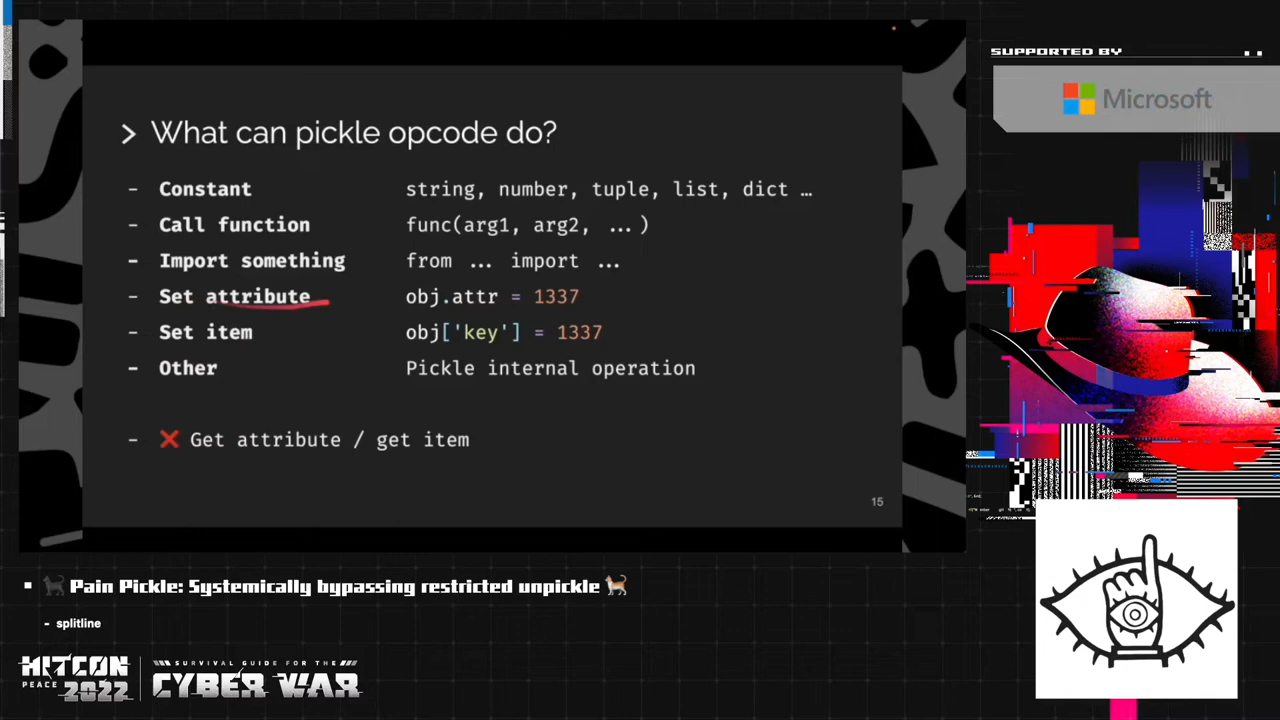 SUPPORTED BY
Microsoft
> What can pickle opcode do?
- Constant string, number, tuple, list, dict …
- Call function func(arg1, arg2, …)
- Import something from … import …
- Set attribute obj.attr = 1337
- Set item obj['key'] = 1337
- Other Pickle internal operation
- ❌ Get attribute / get item
15
🐈‍⬛ Pain Pickle: Systemically bypassing restricted unpickle 🐈
- splitline
HITCON
PEACE 2022
SURVIVAL GUIDE FOR THE
CYBER WAR